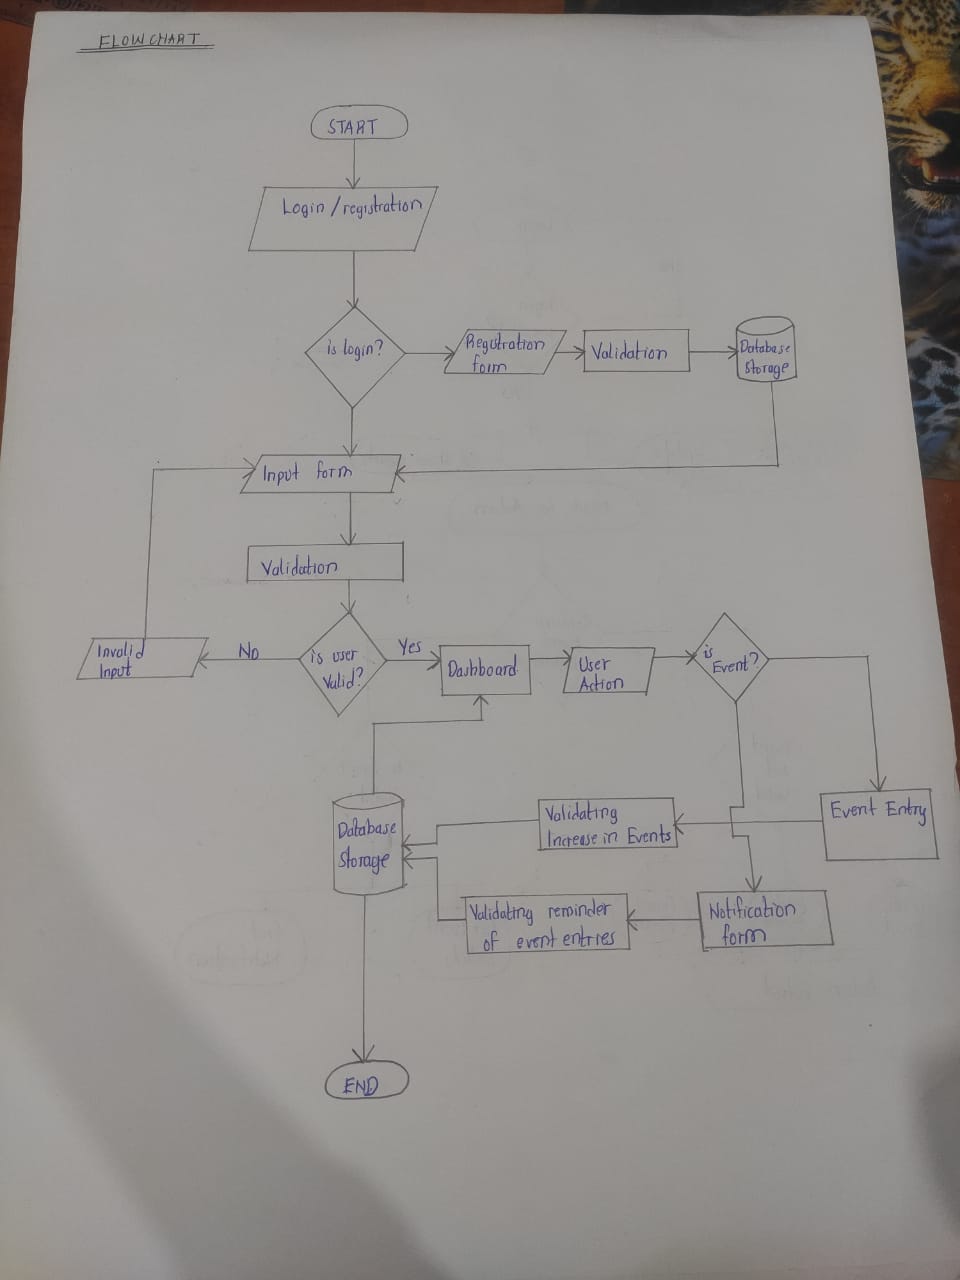 FLOWCHART
START
Login/registration
is login?
Registration
form
Validation
Database
Storage
Input form
Validation
Invalid
Input
No
is user
Valid?
Yes
Dashboard
User
Action
is
Event?
Database
Storage
Validating
Increase in Events
Event Entry
Validating reminder
of event entries
Notification
form
END